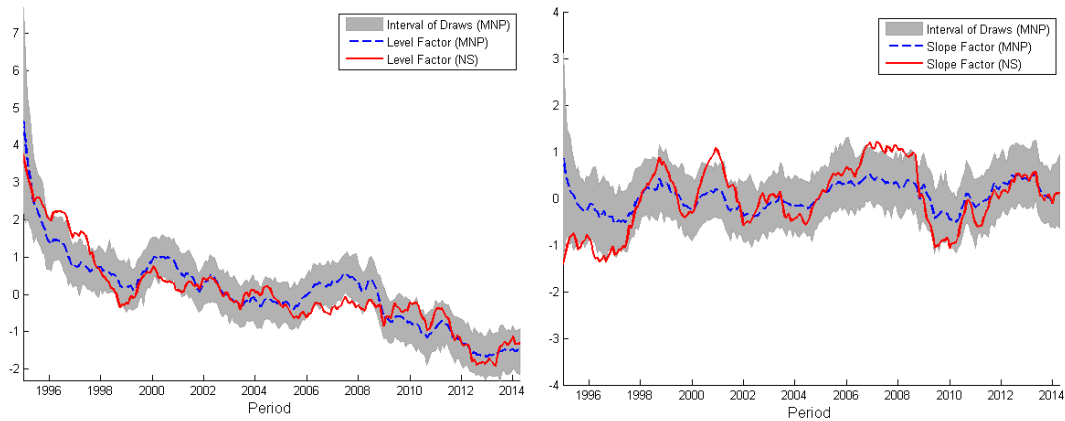 Interval of Draws (MNP)
Level Factor (MNP)
Level Factor (NS)
7
6
5
4
3
2
1
0
-1
-2
1996 1998 2000 2002 2004 2006 2008 2010 2012 2014
Period
Interval of Draws (MNP)
Slope Factor (MNP)
Slope Factor (NS)
4
3
2
1
0
-1
-2
-3
-4
1996 1998 2000 2002 2004 2006 2008 2010 2012 2014
Period